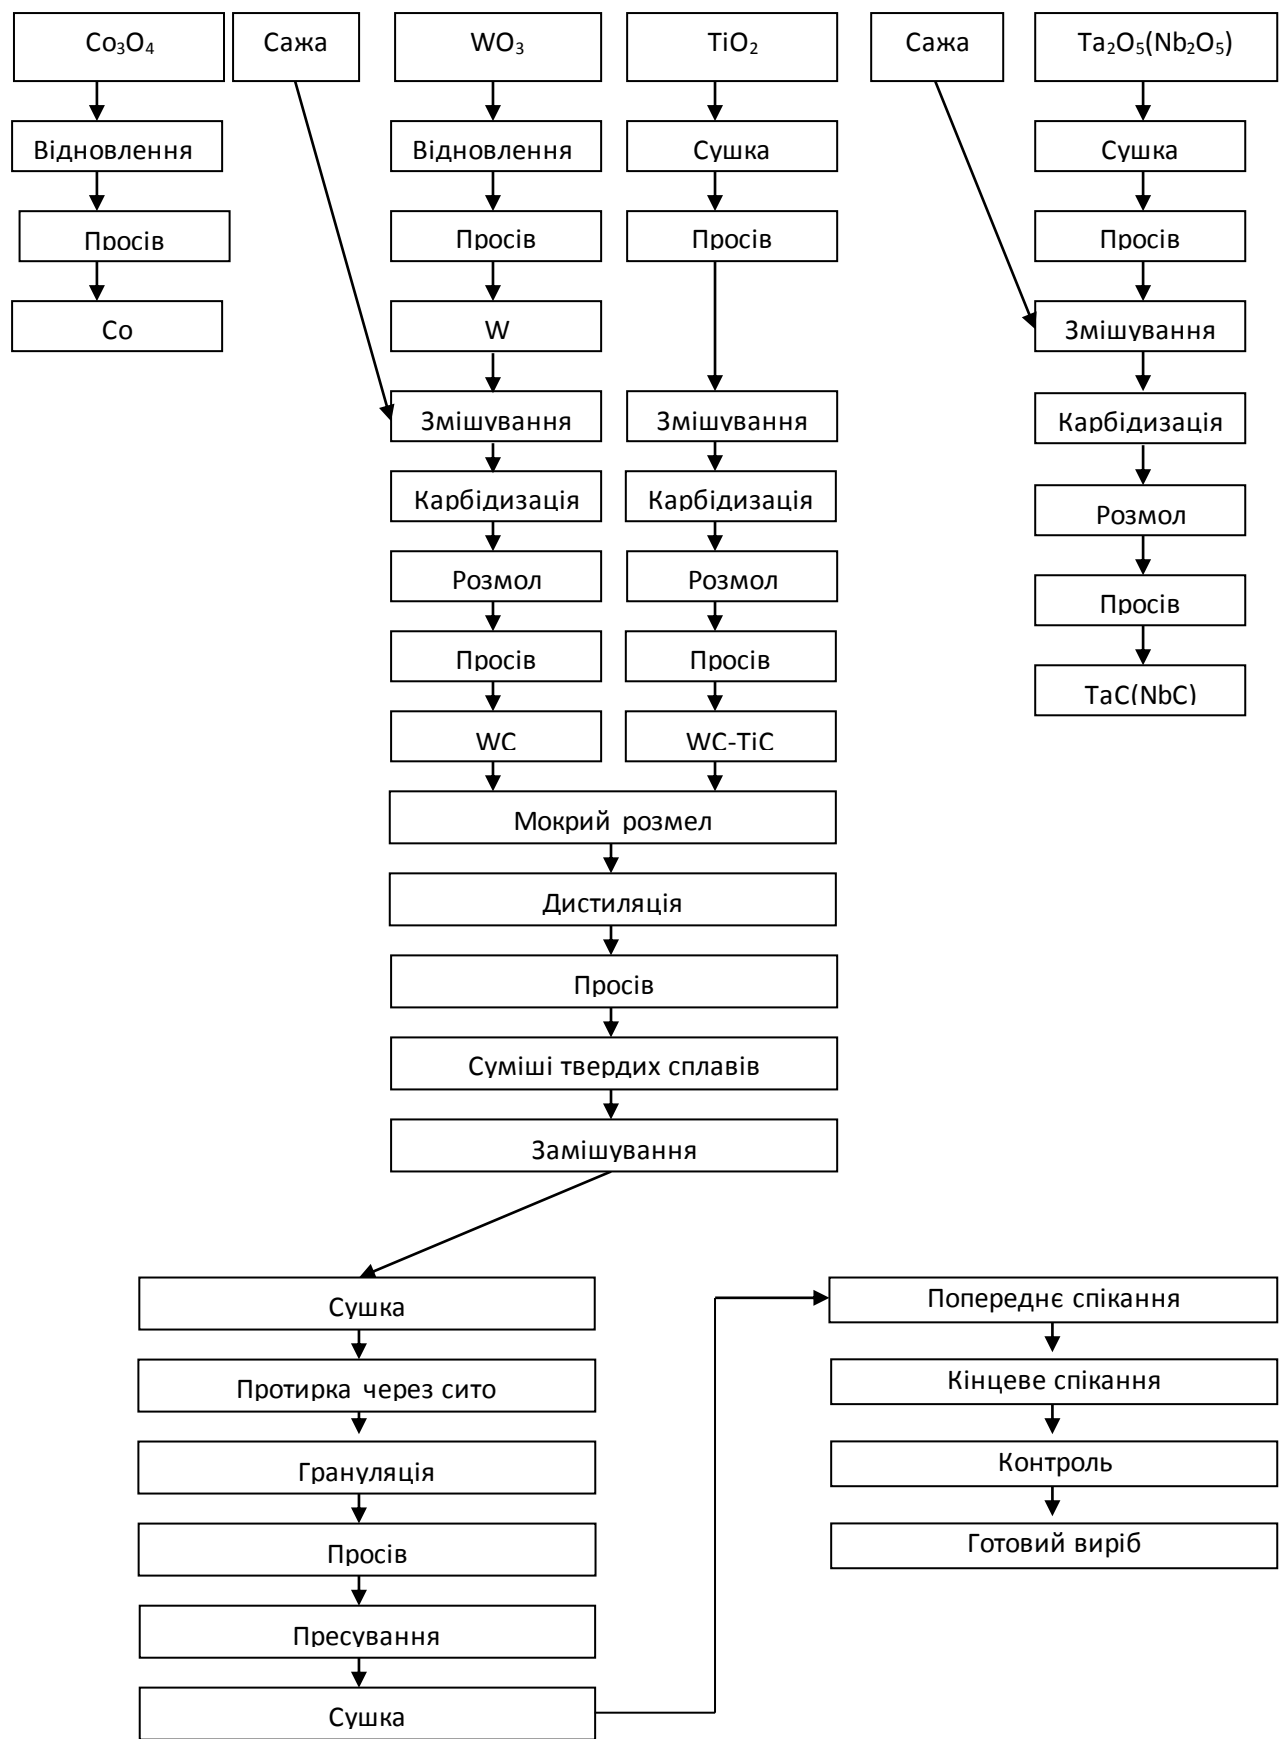 Co₃O₄
Сажа
WO₃
TiO₂
Сажа
Ta₂O₅(Nb₂O₅)
Відновлення
Відновлення
Сушка
Сушка
Просів
Просів
Просів
Просів
Co
W
Змішування
Змішування
Змішування
Карбідизація
Карбідизація
Карбідизація
Розмол
Розмол
Розмол
Просів
Просів
Просів
TaC(NbC)
WC
WC-TiC
Мокрий розмел
Дистиляція
Просів
Суміші твердих сплавів
Замішування
Сушка
Протирка через сито
Грануляція
Просів
Пресування
Сушка
Попереднє спікання
Кінцеве спікання
Контроль
Готовий виріб